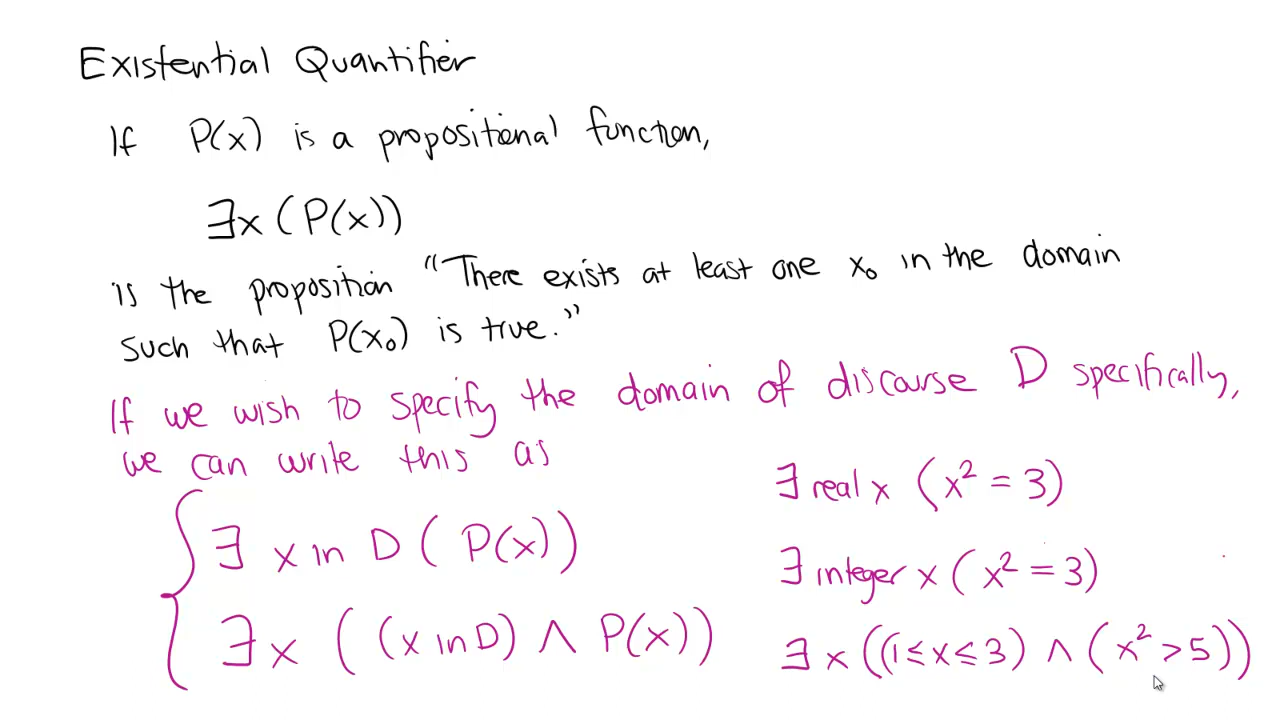 Existential Quantifier
If P(x) is a propositional function,
∃x (P(x))
is the proposition “There exists at least one x₀ in the domain
such that P(x₀) is true.”
If we wish to specify the domain of discourse D specifically,
we can write this as
∃ x in D ( P(x))
∃ x ( (x in D) ∧ P(x))
∃ real x (x² = 3)
∃ integer x ( x² = 3)
∃ x ((1 ≤ x ≤ 3) ∧ (x² > 5))